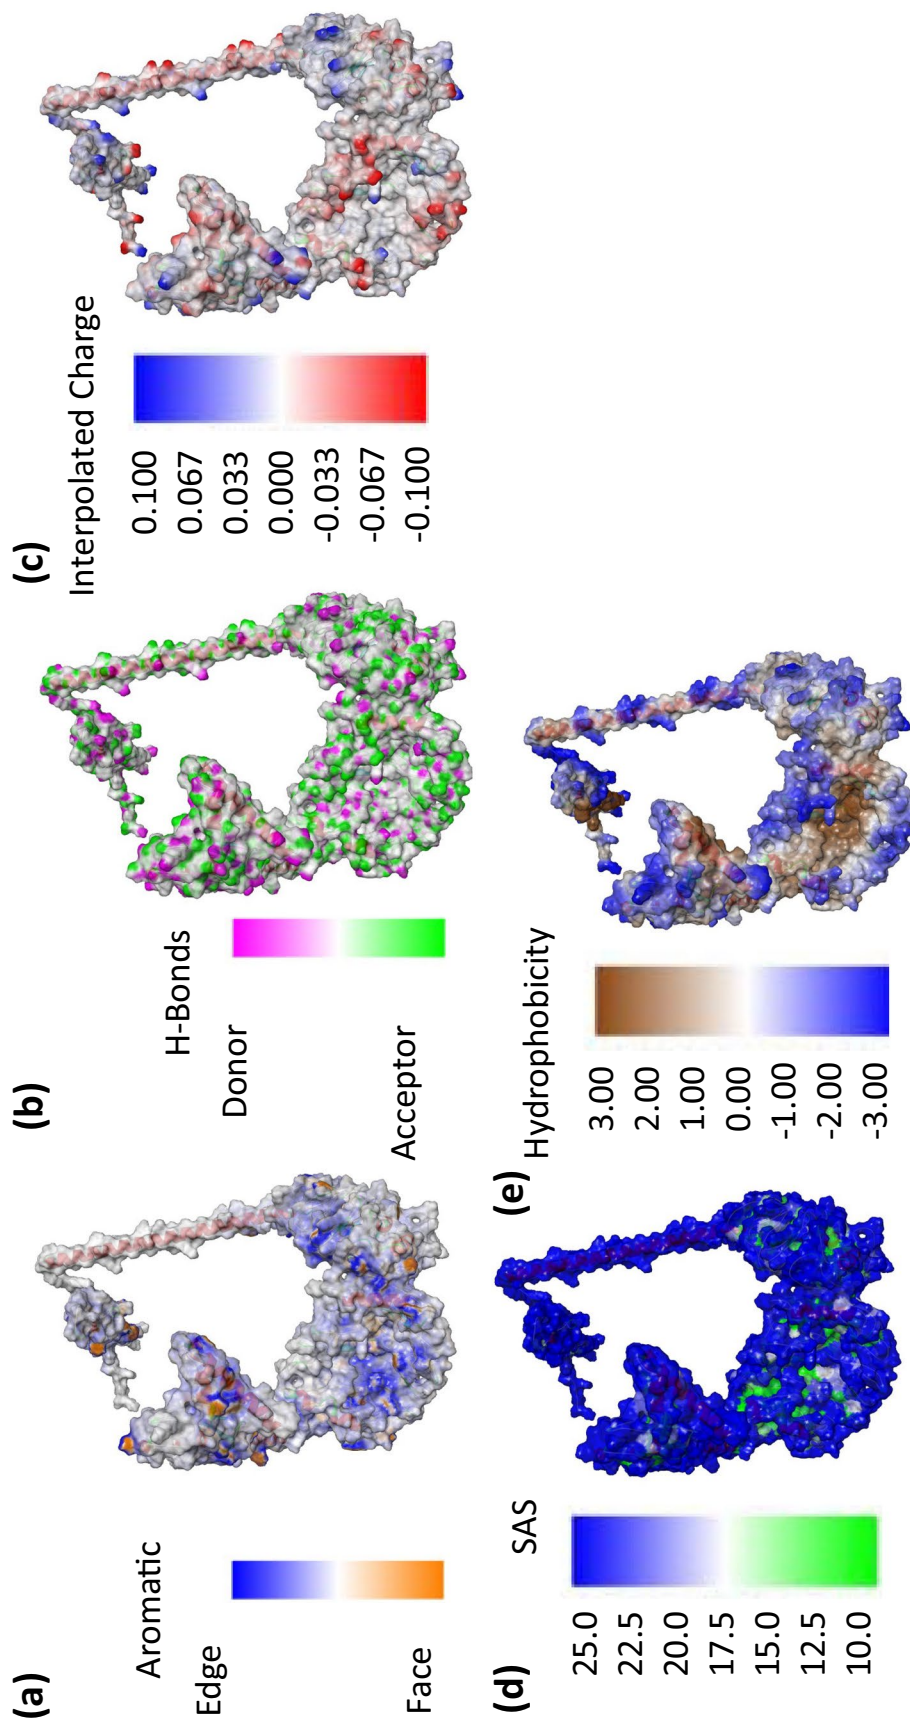 (a)
Aromatic
Edge
Face
(b)
H-Bonds
Donor
Acceptor
(c)
Interpolated Charge
0.100
0.067
0.033
0.000
-0.033
-0.067
-0.100
(d)
SAS
25.0
22.5
20.0
17.5
15.0
12.5
10.0
(e)
Hydrophobicity
3.00
2.00
1.00
0.00
-1.00
-2.00
-3.00